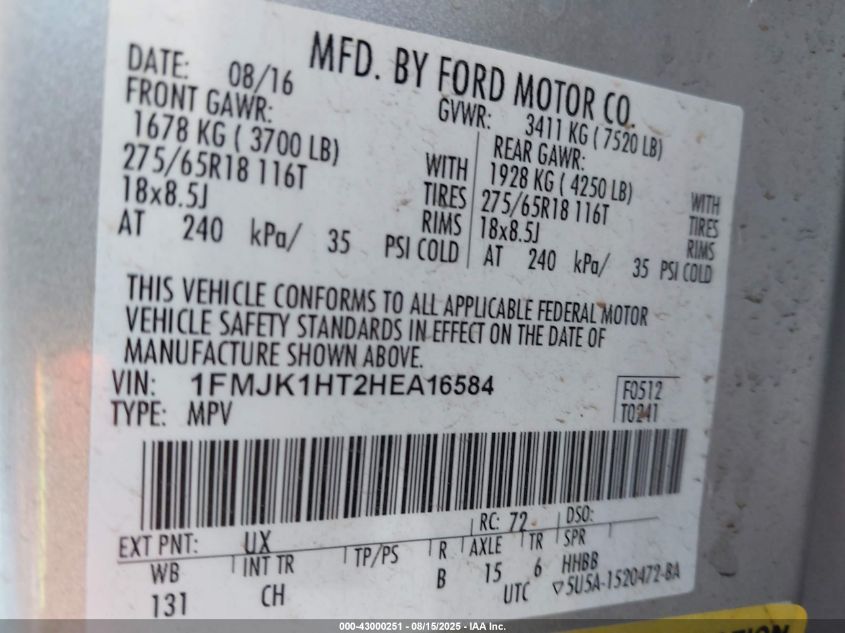 MFD. BY FORD MOTOR CO.
DATE: 08/16
GVWR: 3411 KG ( 7520 LB)
FRONT GAWR:
1678 KG ( 3700 LB)
275/65R18 116T
18x8.5J
WITH
TIRES
RIMS
AT 240 kPa/ 35 PSI COLD
REAR GAWR:
1928 KG ( 4250 LB)
275/65R18 116T
18x8.5J
WITH
TIRES
RIMS
AT 240 kPa/ 35 PSI COLD
THIS VEHICLE CONFORMS TO ALL APPLICABLE FEDERAL MOTOR
VEHICLE SAFETY STANDARDS IN EFFECT ON THE DATE OF
MANUFACTURE SHOWN ABOVE.
VIN: 1FMJK1HT2HEA16584
TYPE: MPV
F0512
T0241
RC: 72 DSO:
EXT PNT: UX
WB INT TR TP/PS R AXLE TR SPR
131 CH B 15 6 HHBB
UTC ▽5U5A-1520472-BA
000-43000251 - 08/15/2025 - IAA Inc.